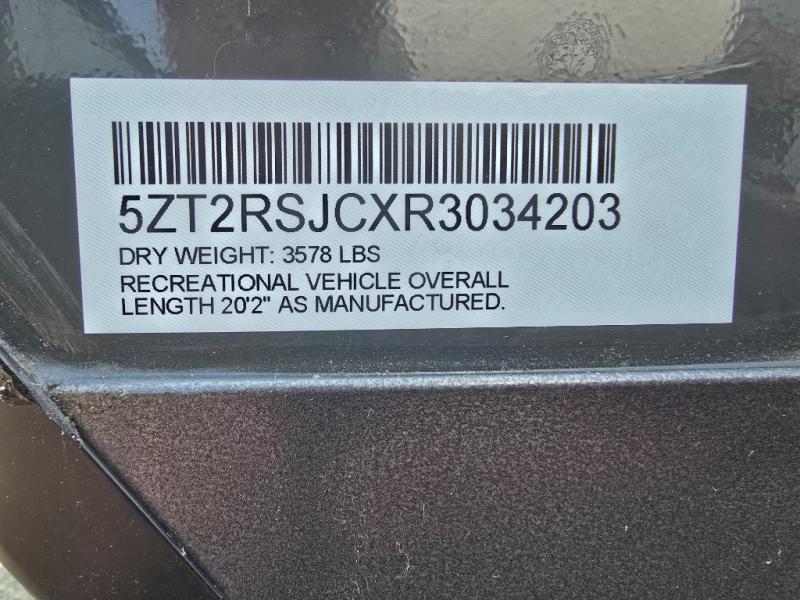 5ZT2RSJCXR3034203
DRY WEIGHT: 3578 LBS
RECREATIONAL VEHICLE OVERALL
LENGTH 20'2" AS MANUFACTURED.